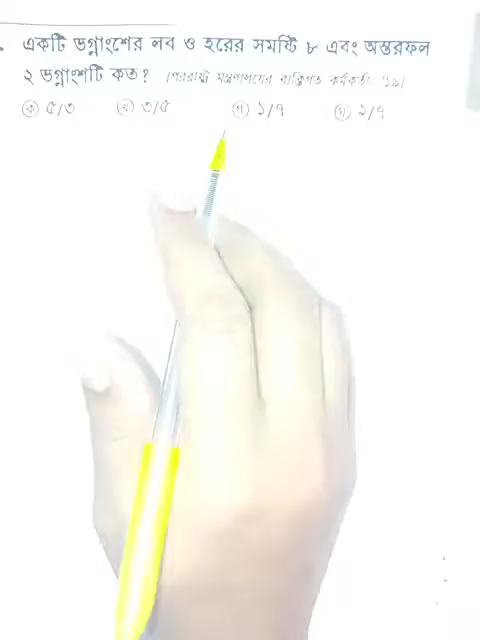 একটি ভগ্নাংশের লব ও হরের সমষ্টি ৮ এবং অন্তরফল
২ ভগ্নাংশটি কত? [পররাষ্ট্র মন্ত্রণালয়ের ব্যক্তিগত কর্মকর্তা ১৯]
ক ৫/৩ খ ৩/৫ গ ১/৭ ঘ ২/৭